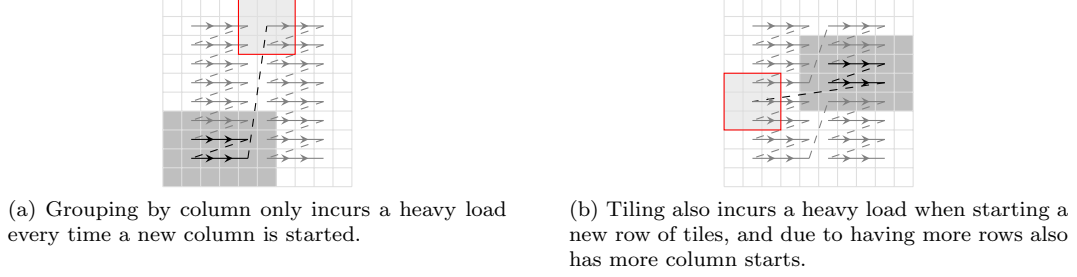 (a) Grouping by column only incurs a heavy load
every time a new column is started.
(b) Tiling also incurs a heavy load when starting a
new row of tiles, and due to having more rows also
has more column starts.